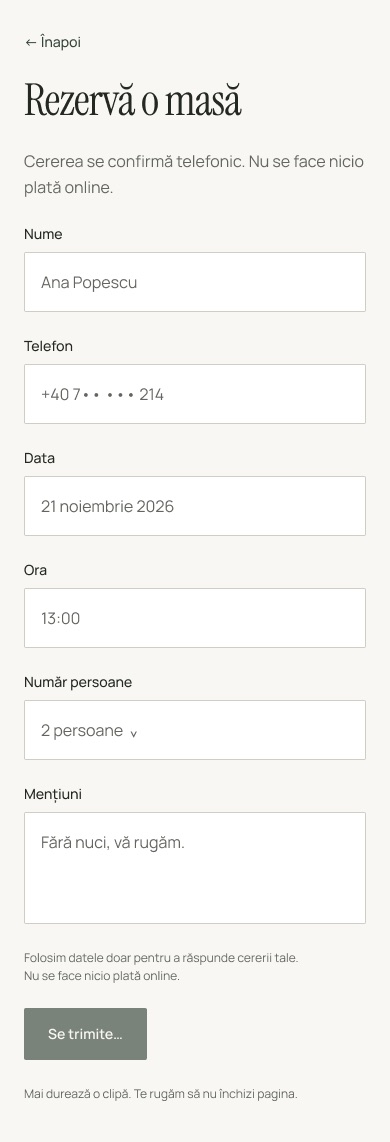 ← Înapoi
Rezervă o masă
Cererea se confirmă telefonic. Nu se face nicio
plată online.
Nume
Ana Popescu
Telefon
+40 7•• ••• 214
Data
21 noiembrie 2026
Ora
13:00
Număr persoane
2 persoane
Mențiuni
Fără nuci, vă rugăm.
Folosim datele doar pentru a răspunde cererii tale.
Nu se face nicio plată online.
Se trimite…
Mai durează o clipă. Te rugăm să nu închizi pagina.